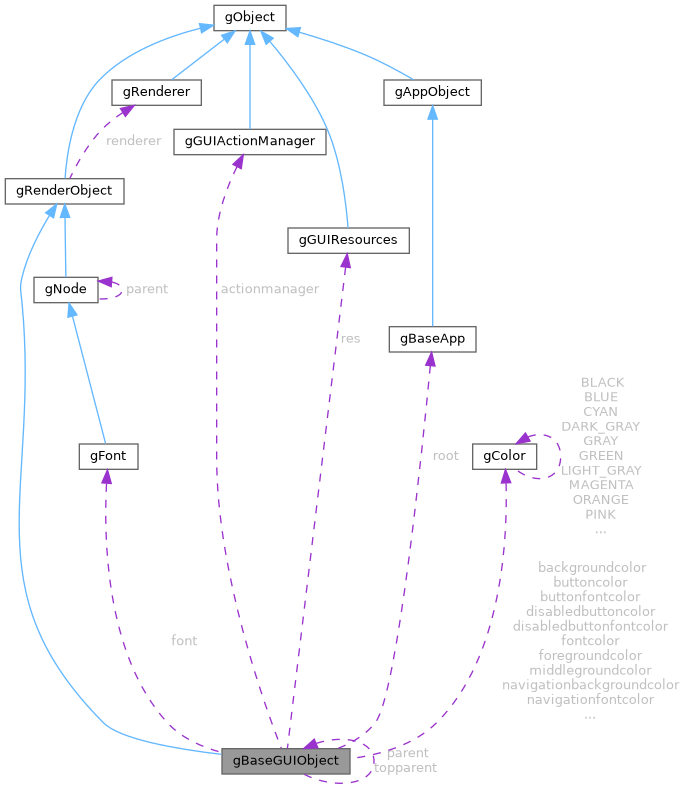 gObject
gRenderer
gAppObject
renderer
gGUIActionManager
gRenderObject
gGUIResources
gNode
parent
actionmanager
res
gBaseApp
BLACK
BLUE
CYAN
DARK_GRAY
GRAY
GREEN
LIGHT_GRAY
MAGENTA
ORANGE
PINK
...
gFont
root
gColor
backgroundcolor
buttoncolor
buttonfontcolor
disabledbuttoncolor
disabledbuttonfontcolor
fontcolor
foregroundcolor
middlegroundcolor
navigationbackgroundcolor
navigationfontcolor
...
font
gBaseGUIObject
parent
topparent